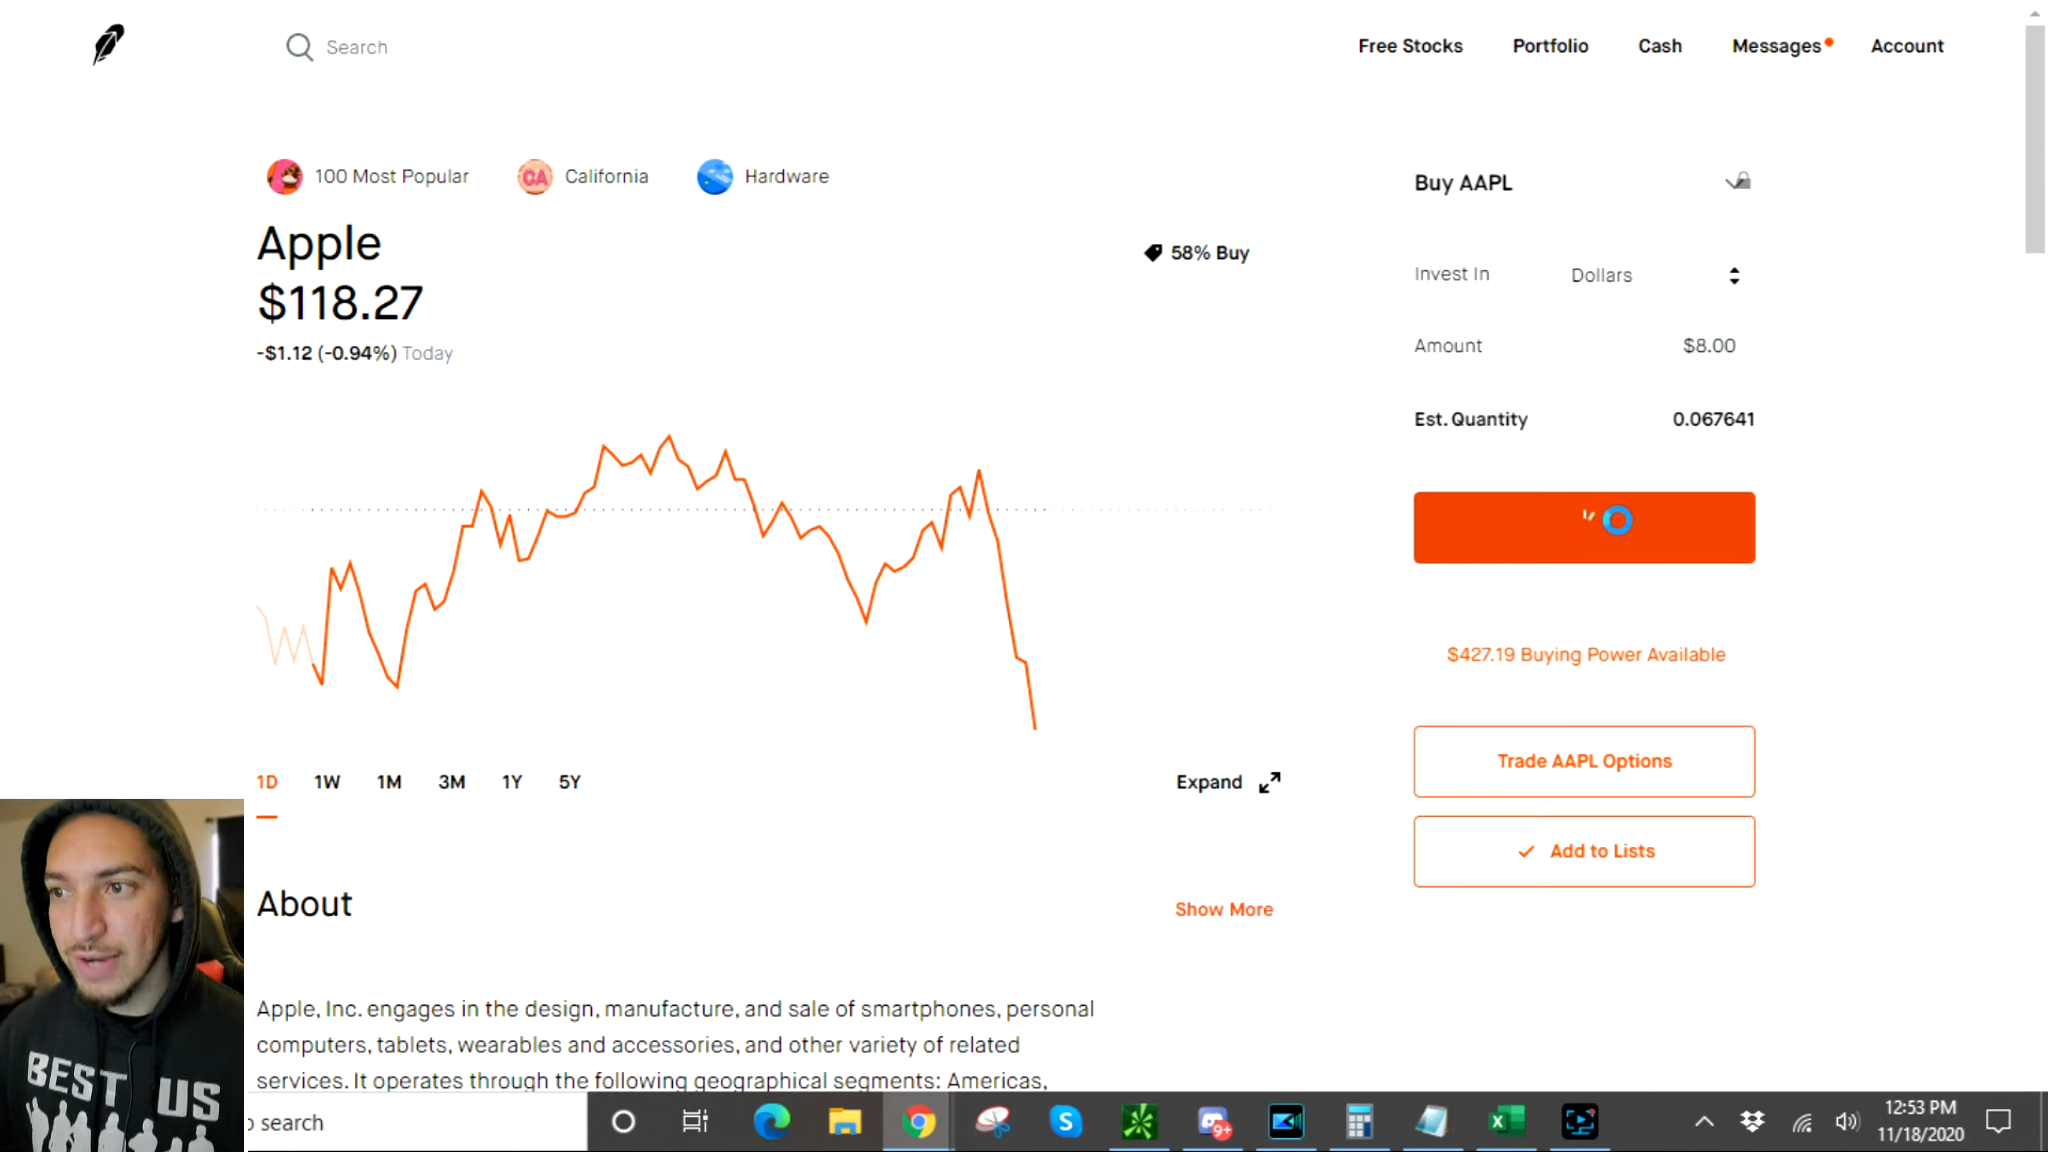 Search
Free Stocks
Portfolio
Cash
Messages
Account
100 Most Popular
CA
California
Hardware
Apple
$118.27
-$1.12 (-0.94%) Today
58% Buy
Buy AAPL
Invest In
Dollars
Amount
$8.00
Est. Quantity
0.067641
$427.19 Buying Power Available
Trade AAPL Options
Add to Lists
1D
1W
1M
3M
1Y
5Y
Expand
About
Show More
Apple, Inc. engages in the design, manufacture, and sale of smartphones, personal
computers, tablets, wearables and accessories, and other variety of related
services. It operates through the following geographical segments: Americas,
BEST
US
search
9+
12:53 PM
11/18/2020